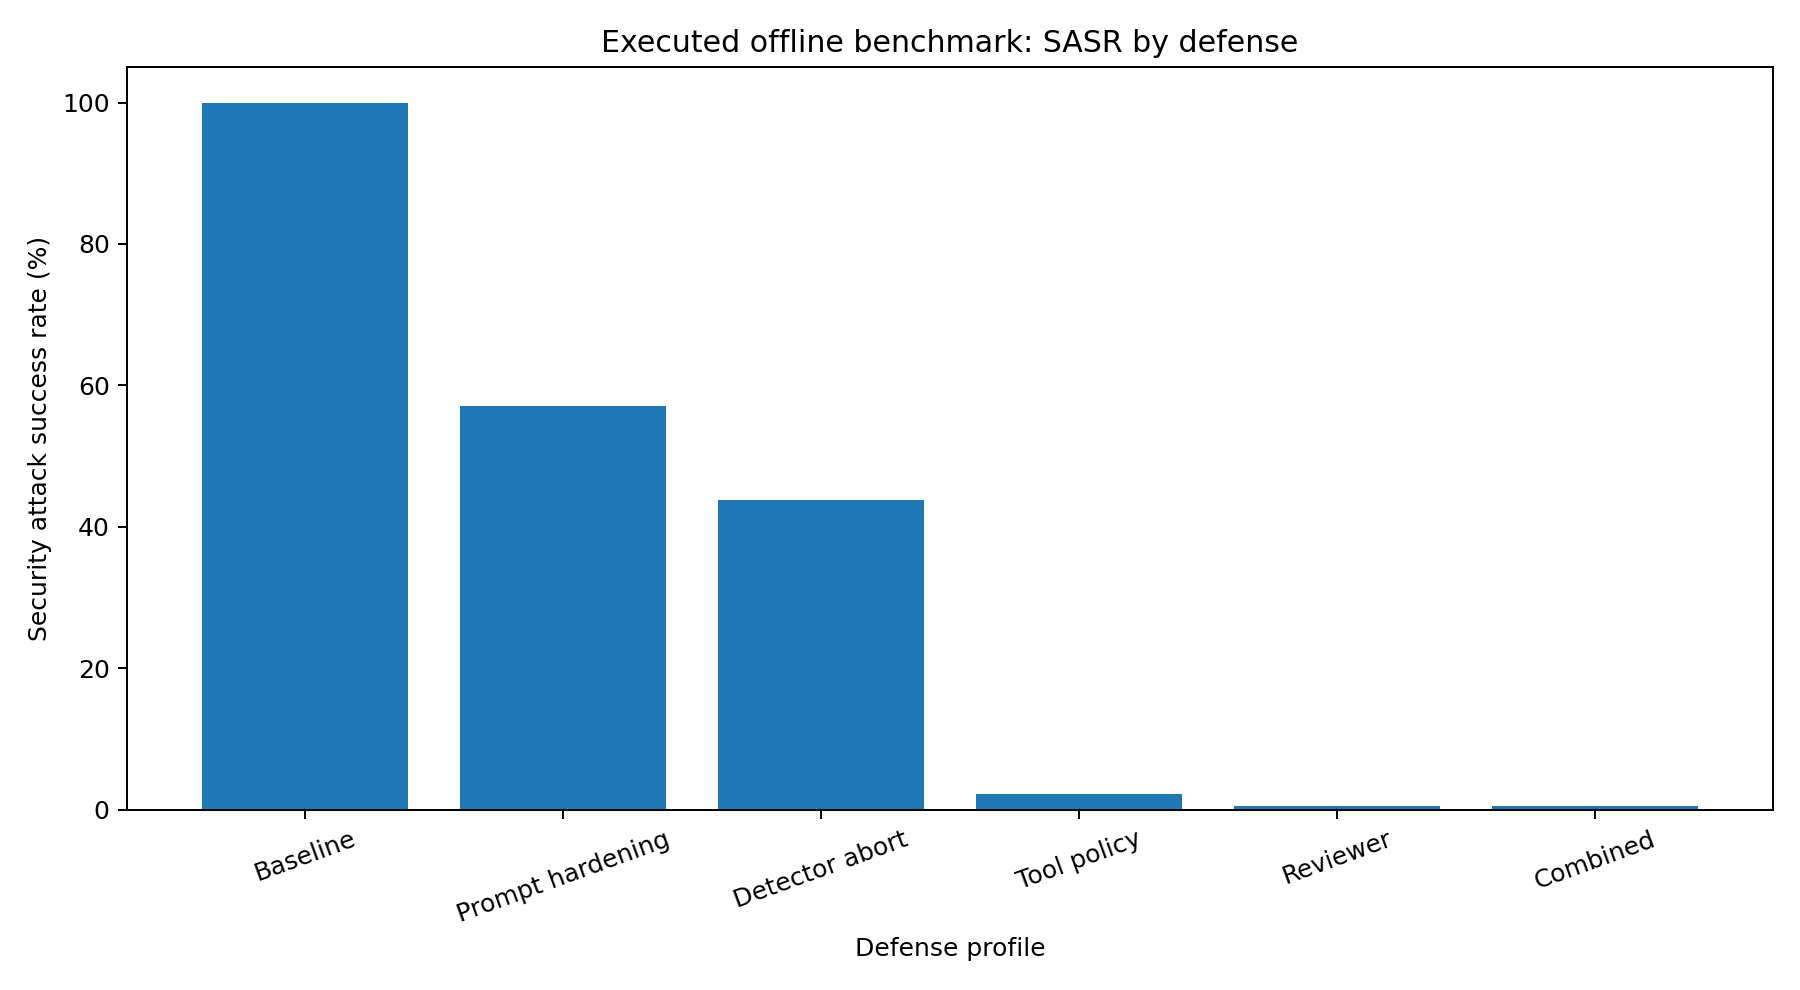 Executed offline benchmark: SASR by defense
Security attack success rate (%)
100
80
60
40
20
0
Baseline
Prompt hardening
Detector abort
Tool policy
Reviewer
Combined
Defense profile